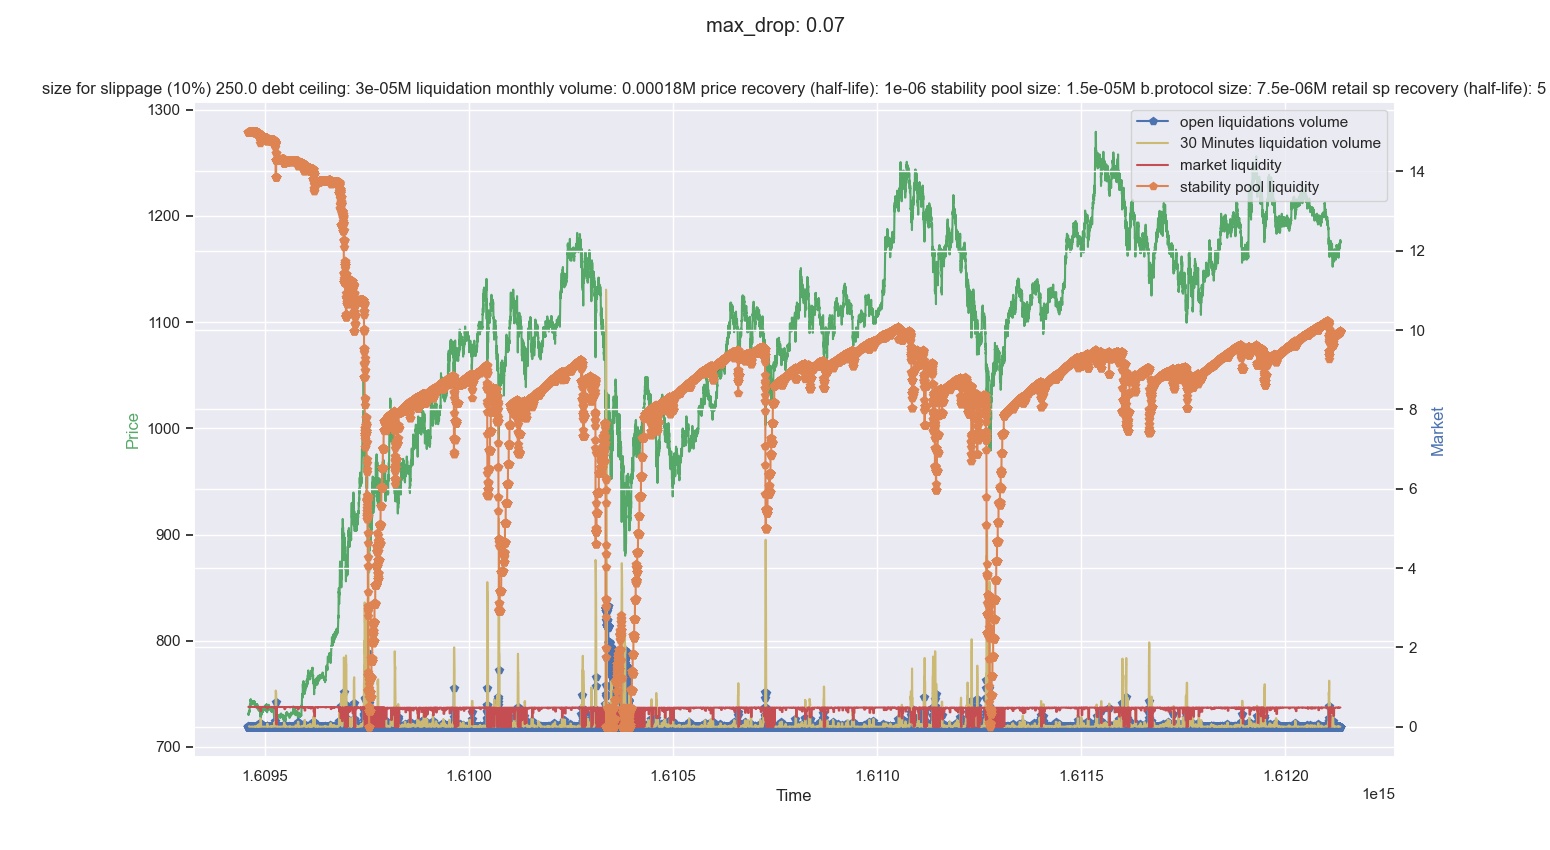 max_drop: 0.07
size for slippage (10%) 250.0 debt ceiling: 3e-05M liquidation monthly volume: 0.00018M price recovery (half-life): 1e-06 stability pool size: 1.5e-05M b.protocol size: 7.5e-06M retail sp recovery (half-life): 5
open liquidations volume
30 Minutes liquidation volume
market liquidity
stability pool liquidity
1300
1200
1100
1000
900
800
700
Price
14
12
10
8
6
4
2
0
Market
1.6095
1.6100
1.6105
1.6110
1.6115
1.6120
Time
1e15